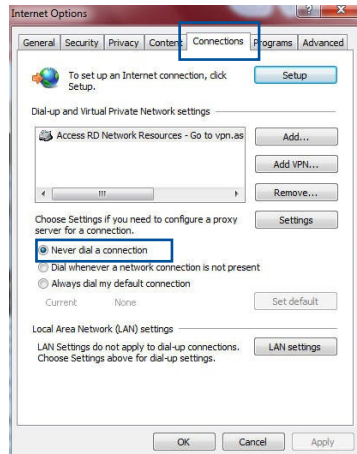 Internet Options
General Security Privacy Content Connections Programs Advanced
To set up an Internet connection, click
Setup.
Setup
Dial-up and Virtual Private Network settings
Access RD Network Resources - Go to vpn.as
Add...
Add VPN...
Remove...
Choose Settings if you need to configure a proxy
server for a connection.
Settings
Never dial a connection
Dial whenever a network connection is not present
Always dial my default connection
Current None
Set default
Local Area Network (LAN) settings
LAN Settings do not apply to dial-up connections.
Choose Settings above for dial-up settings.
LAN settings
OK Cancel Apply